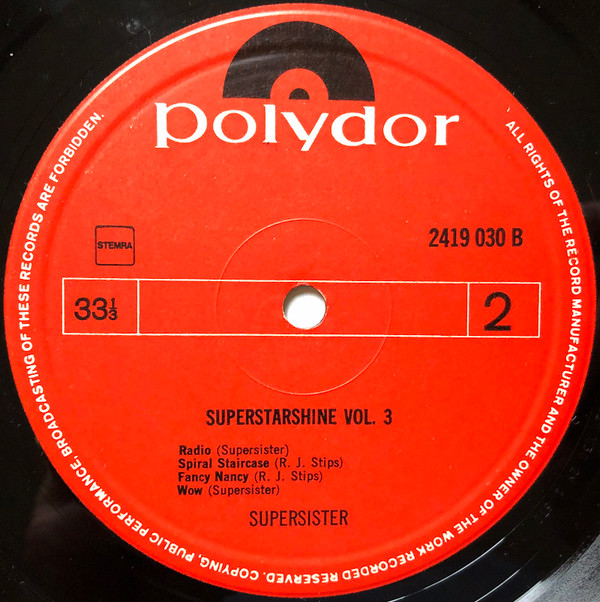 polydor
STEMRA
2419 030 B
33⅓
2
SUPERSTARSHINE VOL. 3
Radio (Supersister)
Spiral Staircase (R. J. Stips)
Fancy Nancy (R. J. Stips)
Wow (Supersister)
SUPERSISTER
ALL RIGHTS OF THE RECORD MANUFACTURER AND THE OWNER OF THE WORK RECORDED RESERVED. COPYING, PUBLIC PERFORMANCE, BROADCASTING OF THESE RECORDS ARE FORBIDDEN.